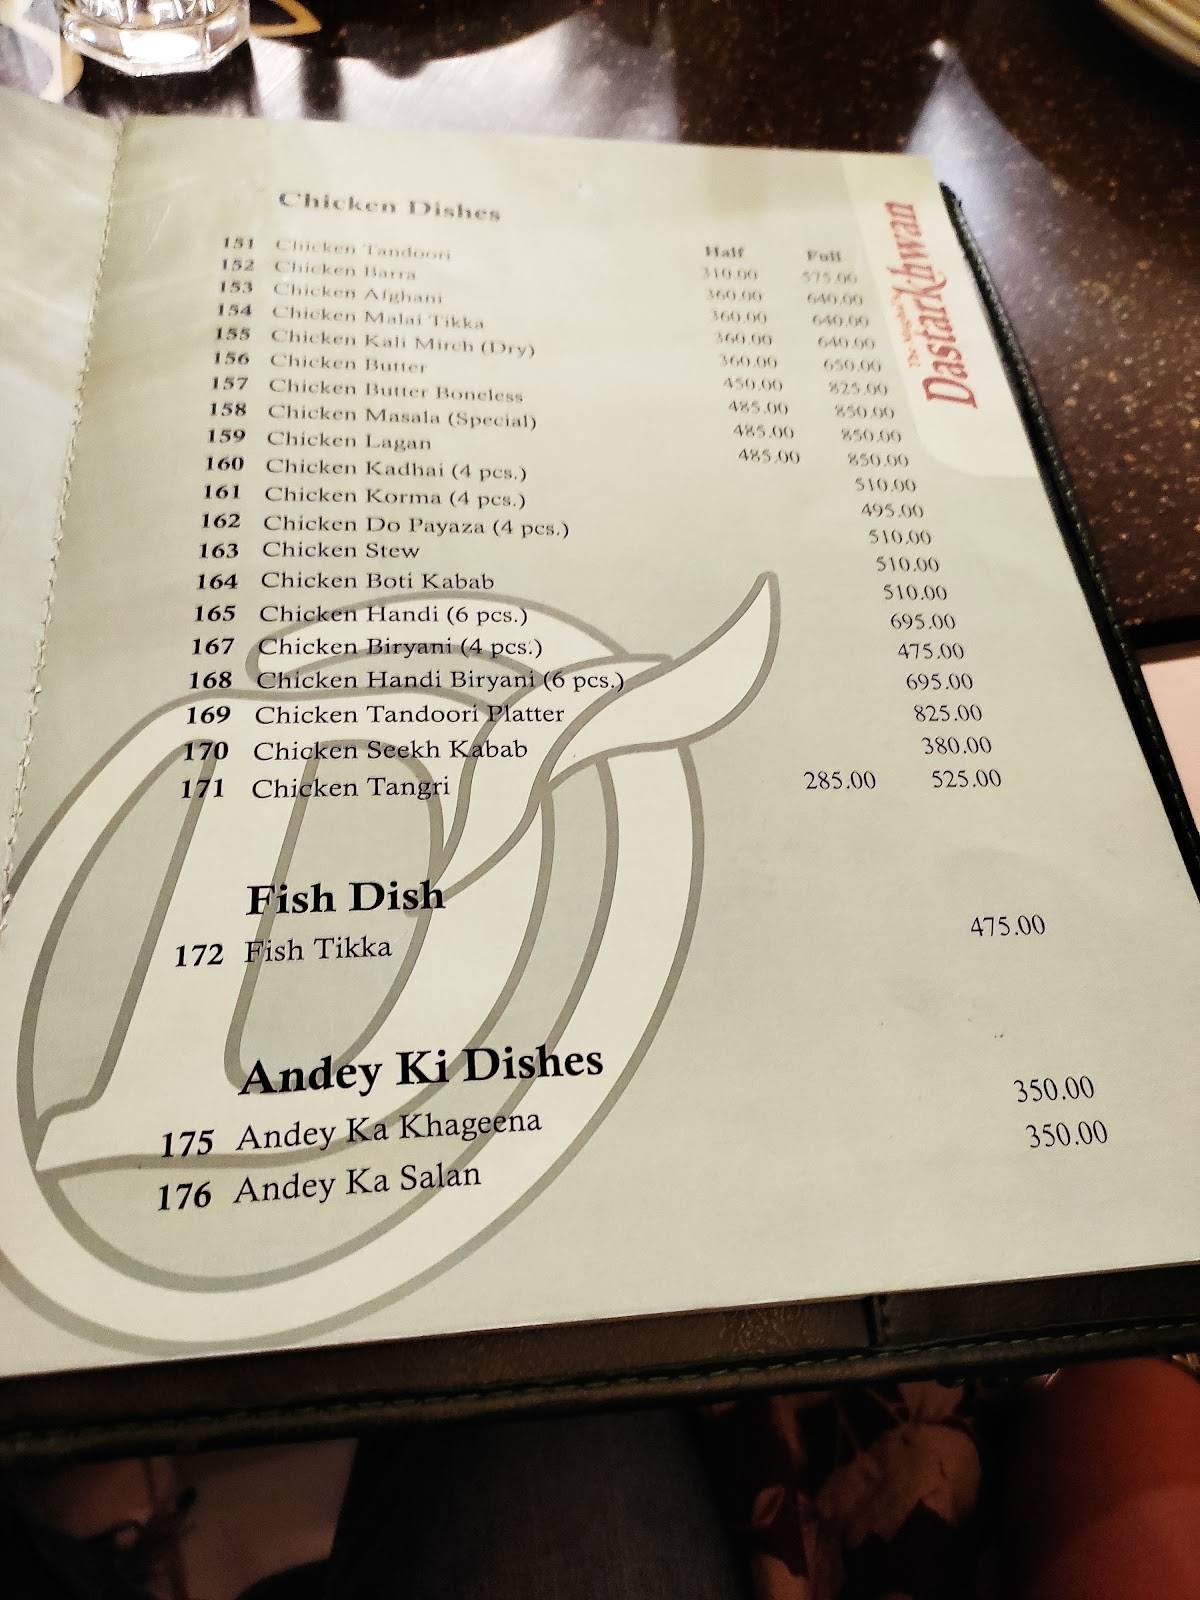 Dastarkhwan
Chicken Dishes
Half Full
151 Chicken Tandoori 310.00 575.00
152 Chicken Barra 360.00 640.00
153 Chicken Afghani 360.00 640.00
154 Chicken Malai Tikka 360.00 640.00
155 Chicken Kali Mirch (Dry) 360.00 650.00
156 Chicken Butter 450.00 825.00
157 Chicken Butter Boneless 485.00 850.00
158 Chicken Masala (Special) 485.00 850.00
159 Chicken Lagan 485.00 850.00
160 Chicken Kadhai (4 pcs.) 510.00
161 Chicken Korma (4 pcs.) 495.00
162 Chicken Do Payaza (4 pcs.) 510.00
163 Chicken Stew 510.00
164 Chicken Boti Kabab 510.00
165 Chicken Handi (6 pcs.) 695.00
167 Chicken Biryani (4 pcs.) 475.00
168 Chicken Handi Biryani (6 pcs.) 695.00
169 Chicken Tandoori Platter 825.00
170 Chicken Seekh Kabab 380.00
171 Chicken Tangri 285.00 525.00
Fish Dish
172 Fish Tikka 475.00
Andey Ki Dishes
175 Andey Ka Khageena 350.00
176 Andey Ka Salan 350.00